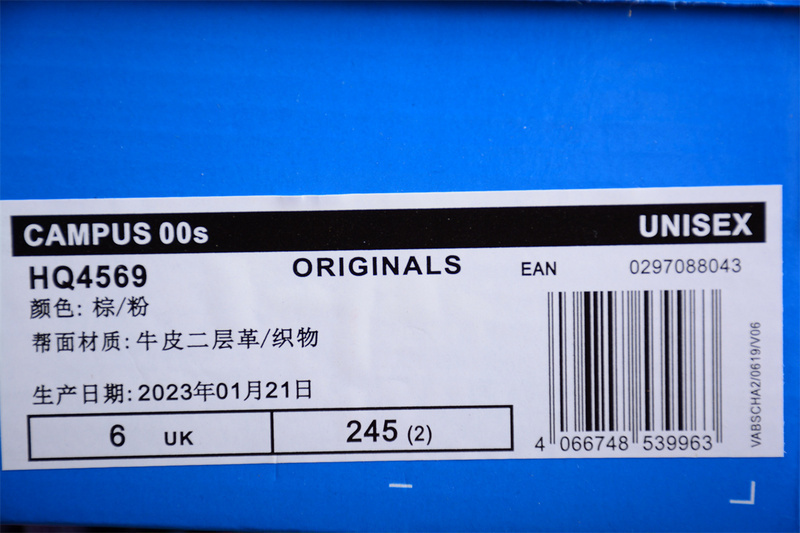 CAMPUS 00s UNISEX
HQ4569 ORIGINALS EAN 0297088043
颜色: 棕/粉
帮面材质: 牛皮二层革/织物
生产日期: 2023年01月21日
6 UK 245 (2)
4 066748 539963
VABSCHA2/0619/V06